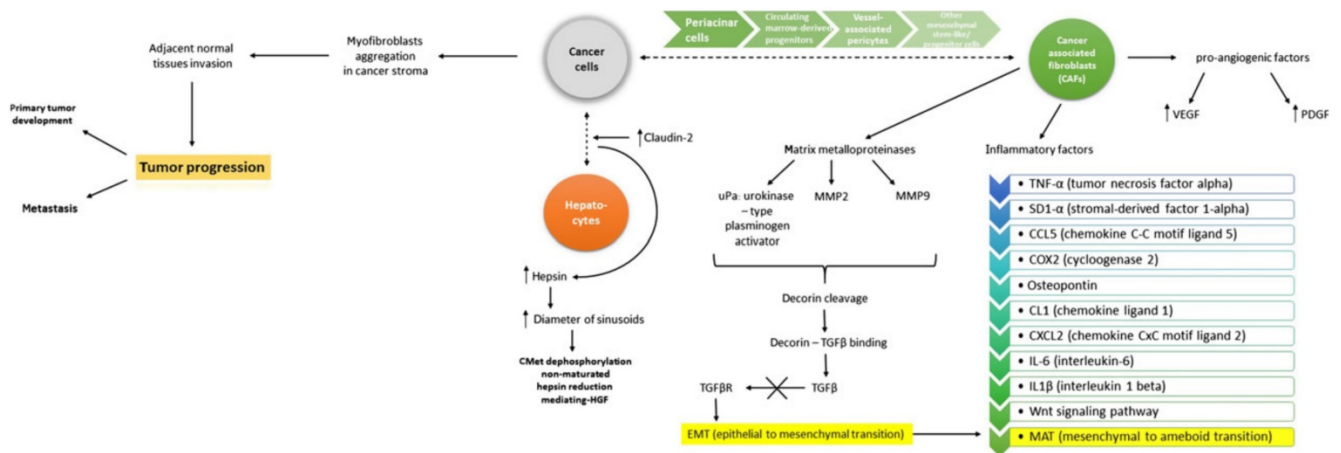 Periacinar
cells
Circulating
marrow-derived
progenitors
Vessel-
associated
pericytes
Other
mesenchymal
stem-like/
progenitor cells
Adjacent normal
tissues invasion
Myofibroblasts
aggregation
in cancer stroma
Cancer
cells
Cancer
associated
fibroblasts
(CAFs)
pro-angiogenic factors
↑ VEGF
↑ PDGF
Primary tumor
development
Tumor progression
Metastasis
↑Claudin-2
Hepato-
cytes
↑ Hepsin
↑ Diameter of sinusoids
CMet dephosphorylation
non-maturated
hepsin reduction
mediating-HGF
Matrix metalloproteinases
uPa: urokinase
– type
plasminogen
activator
MMP2
MMP9
Decorin cleavage
Decorin – TGFβ binding
TGFβR
TGFβ
EMT (epithelial to mesenchymal transition)
Inflammatory factors
• TNF-α (tumor necrosis factor alpha)
• SD1-α (stromal-derived factor 1-alpha)
• CCL5 (chemokine C-C motif ligand 5)
• COX2 (cycloogenase 2)
• Osteopontin
• CL1 (chemokine ligand 1)
• CXCL2 (chemokine CxC motif ligand 2)
• IL-6 (interleukin-6)
• IL1β (interleukin 1 beta)
• Wnt signaling pathway
• MAT (mesenchymal to ameboid transition)